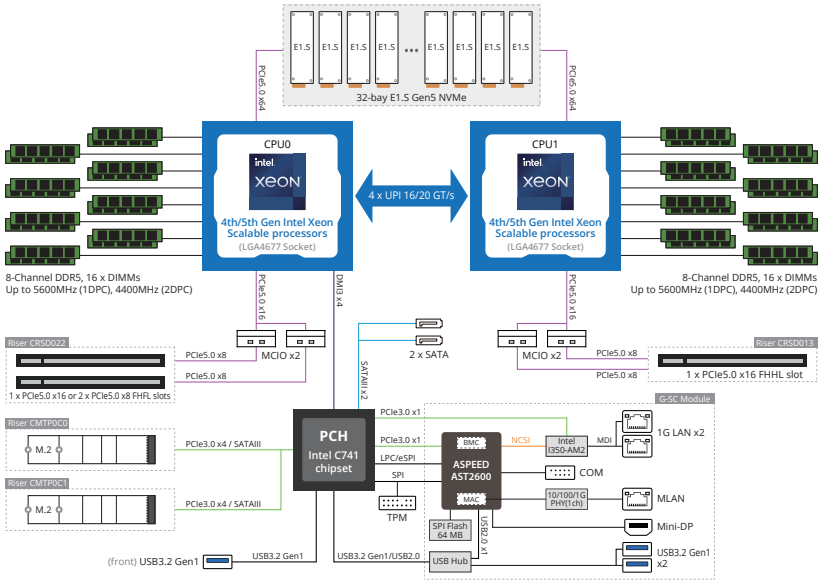 E1.S
E1.S
E1.S
E1.S
...
E1.S
E1.S
E1.S
E1.S
32-bay E1.S Gen5 NVMe
PCIe5.0 x64
PCIe5.0 x64
CPU0
intel
xeon
4th/5th Gen Intel Xeon
Scalable processors
(LGA4677 Socket)
4 x UPI 16/20 GT/s
CPU1
intel
xeon
4th/5th Gen Intel Xeon
Scalable processors
(LGA4677 Socket)
8-Channel DDR5, 16 x DIMMs
Up to 5600MHz (1DPC), 4400MHz (2DPC)
8-Channel DDR5, 16 x DIMMs
Up to 5600MHz (1DPC), 4400MHz (2DPC)
PCIe5.0 x16
DMI3 x4
PCIe5.0 x16
Riser CRSD022
PCIe5.0 x8
PCIe5.0 x8
1 x PCIe5.0 x16 or 2 x PCIe5.0 x8 FHFL slots
MCIO x2
2 x SATA
SATAIII x2
MCIO x2
PCIe5.0 x8
PCIe5.0 x8
Riser CRSD013
1 x PCIe5.0 x16 FHHL slot
Riser CMTP0C0
M.2
PCIe3.0 x4 / SATAIII
Riser CMTP0C1
M.2
PCIe3.0 x4 / SATAIII
PCH
Intel C741
chipset
PCIe3.0 x1
PCIe3.0 x1
LPC/eSPI
SPI
TPM
G-SC Module
BMC
ASPEED
AST2600
MAC
NCSI
Intel
I350-AM2
MDI
1G LAN x2
COM
10/100/1G
PHY(1ch)
MLAN
Mini-DP
SPI Flash
64 MB
USB2.0 x1
USB Hub
USB3.2 Gen1
x2
(front) USB3.2 Gen1
USB3.2 Gen1
USB3.2 Gen1/USB2.0